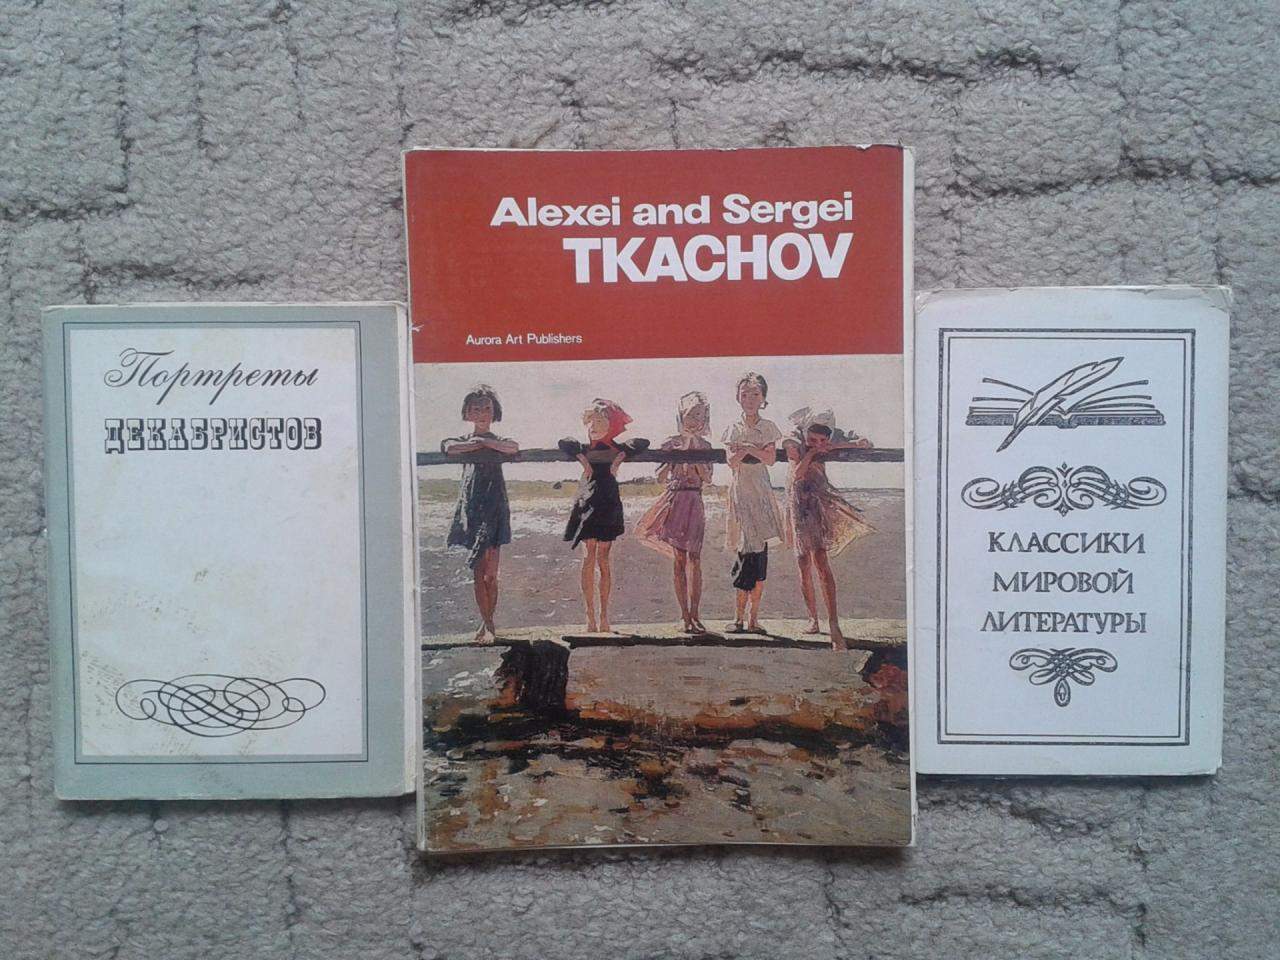 Портреты
ДЕКАБРИСТОВ
Alexei and Sergei
TKACHOV
Aurora Art Publishers
КЛАССИКИ
МИРОВОЙ
ЛИТЕРАТУРЫ